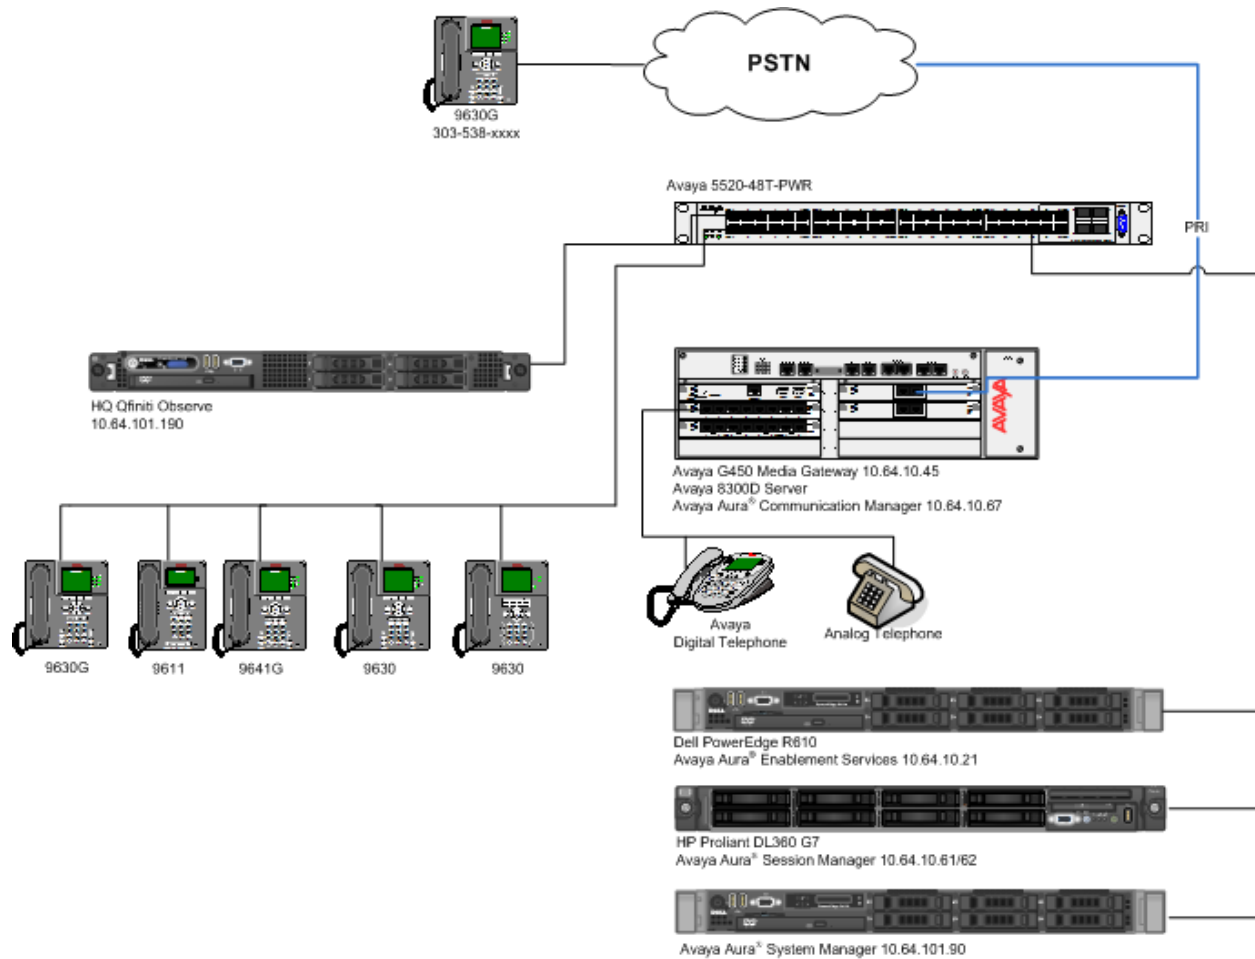 PSTN
9630G
303-538-xxxx
Avaya 5520-48T-PWR
PRI
HQ Qfiniti Observe
10.64.101.190
AVAYA
Avaya G450 Media Gateway 10.64.10.45
Avaya 8300D Server
Avaya Aura® Communication Manager 10.64.10.67
9630G
9611
9641G
9630
9630
Avaya
Digital Telephone
Analog Telephone
DELL
Dell PowerEdge R610
Avaya Aura® Enablement Services 10.64.10.21
HP Proliant DL360 G7
Avaya Aura® Session Manager 10.64.10.61/62
DELL
Avaya Aura® System Manager 10.64.101.90